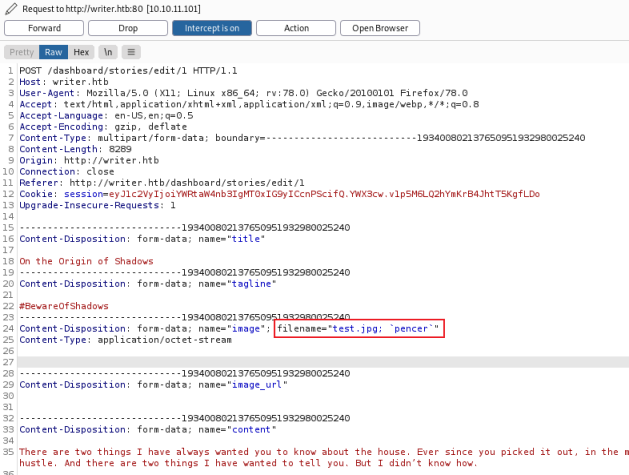 Request to http://writer.htb:80 [10.10.11.101]
Forward Drop Intercept is on Action Open Browser
Pretty Raw Hex \n
1 POST /dashboard/stories/edit/1 HTTP/1.1
2 Host: writer.htb
3 User-Agent: Mozilla/5.0 (X11; Linux x86_64; rv:78.0) Gecko/20100101 Firefox/78.0
4 Accept: text/html,application/xhtml+xml,application/xml;q=0.9,image/webp,*/*;q=0.8
5 Accept-Language: en-US,en;q=0.5
6 Accept-Encoding: gzip, deflate
7 Content-Type: multipart/form-data; boundary=---------------------------193400802137650951932980025240
8 Content-Length: 8289
9 Origin: http://writer.htb
10 Connection: close
11 Referer: http://writer.htb/dashboard/stories/edit/1
12 Cookie:
13 Upgrade-Insecure-Requests: 1
14
15 -----------------------------193400802137650951932980025240
16 Content-Disposition: form-data; name="title"
17
18 On the Origin of Shadows
19 -----------------------------193400802137650951932980025240
20 Content-Disposition: form-data; name="tagline"
21
22 #BewareOfShadows
23 -----------------------------193400802137650951932980025240
24 Content-Disposition: form-data; name="image"; filename="test.jpg; `pencer`"
25 Content-Type: application/octet-stream
26
27
28 -----------------------------193400802137650951932980025240
29 Content-Disposition: form-data; name="image_url"
30
31
32 -----------------------------193400802137650951932980025240
33 Content-Disposition: form-data; name="content"
34
35 There are two things I have always wanted you to know about the house. Ever since you picked it out, in the m
hustle. And there are two things I have wanted to tell you. But I didn't know how.
36